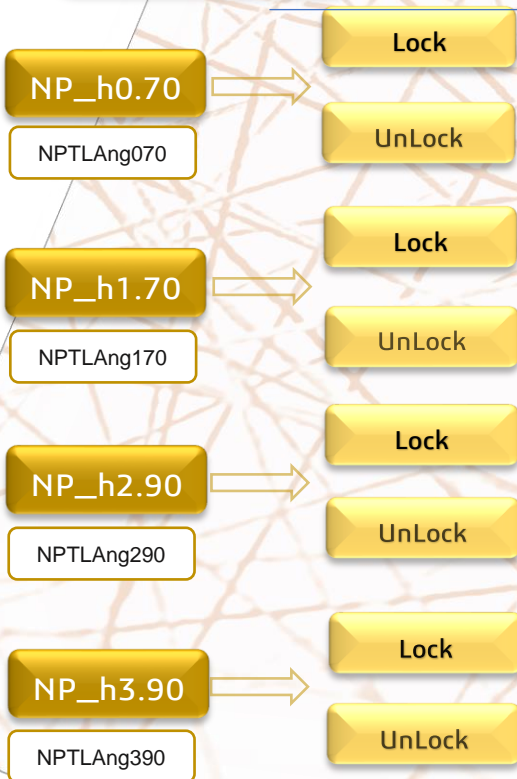 Lock
NP_h0.70
UnLock
NPTLAng070
Lock
NP_h1.70
UnLock
NPTLAng170
Lock
NP_h2.90
UnLock
NPTLAng290
Lock
NP_h3.90
UnLock
NPTLAng390